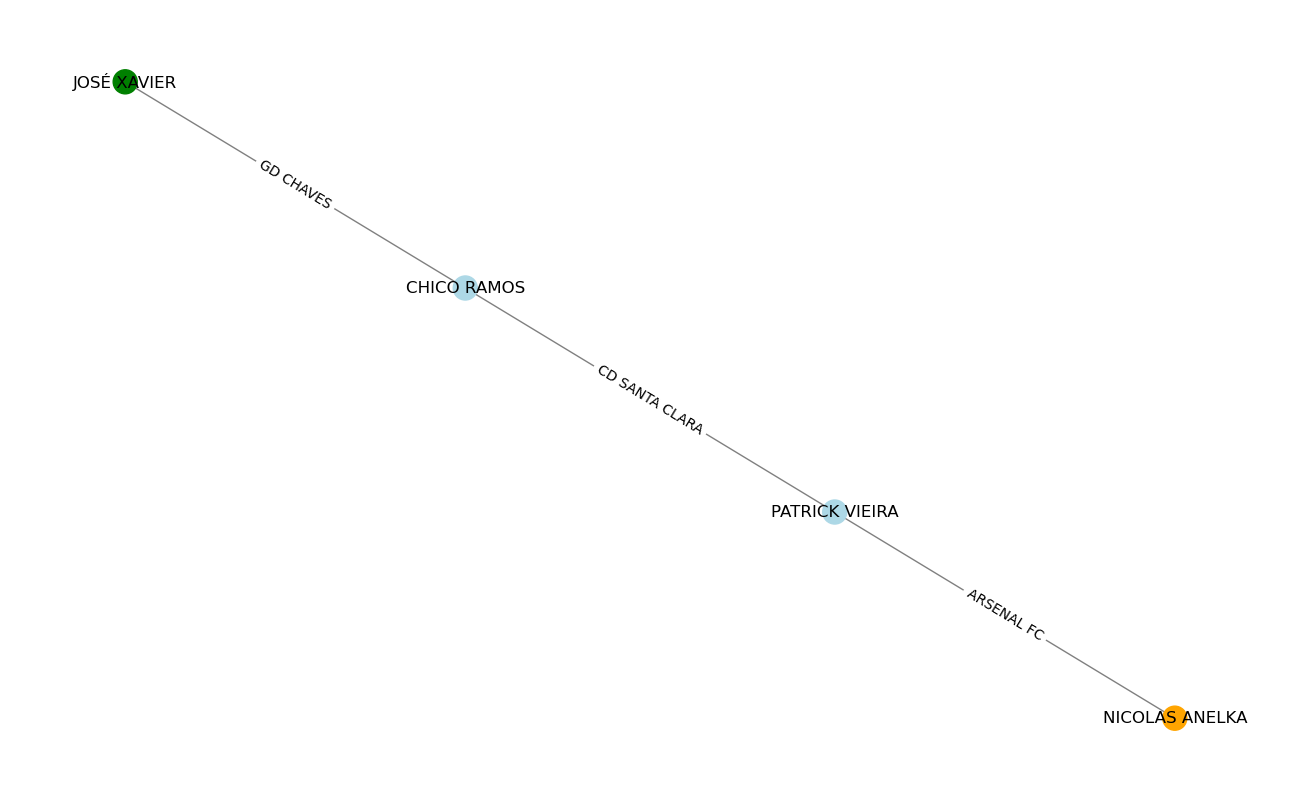 JOSÉ XAVIER
GD CHAVES
CHICO RAMOS
CD SANTA CLARA
PATRICK VIEIRA
ARSENAL FC
NICOLAS ANELKA